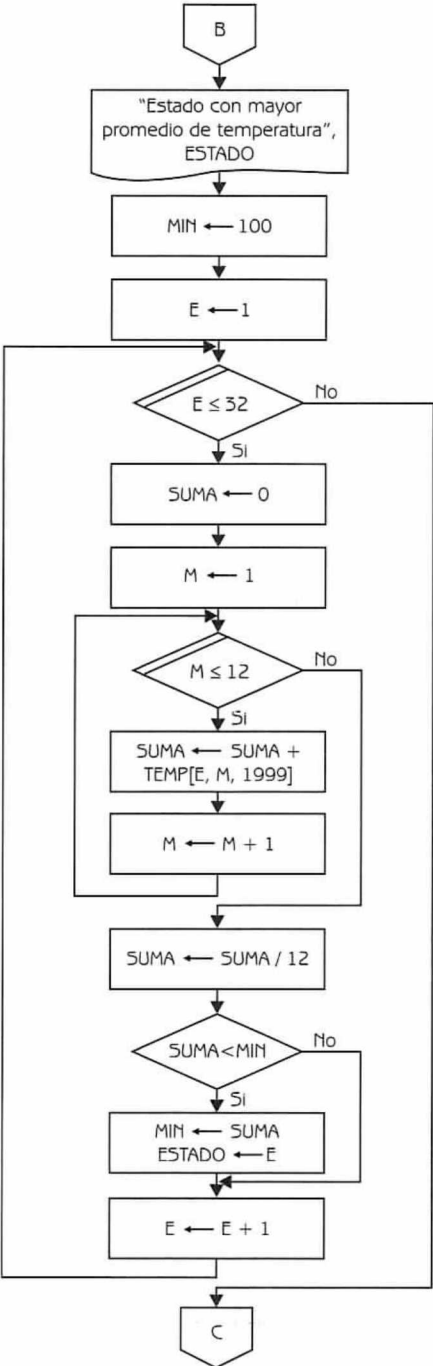 B
"Estado con mayor
promedio de temperatura",
ESTADO
MIN ← 100
E ← 1
E ≤ 32
No
Si
SUMA ← 0
M ← 1
M ≤ 12
No
Si
SUMA ← SUMA +
TEMP[E, M, 1999]
M ← M + 1
SUMA ← SUMA / 12
SUMA<MIN
No
Si
MIN ← SUMA
ESTADO ← E
E ← E + 1
C